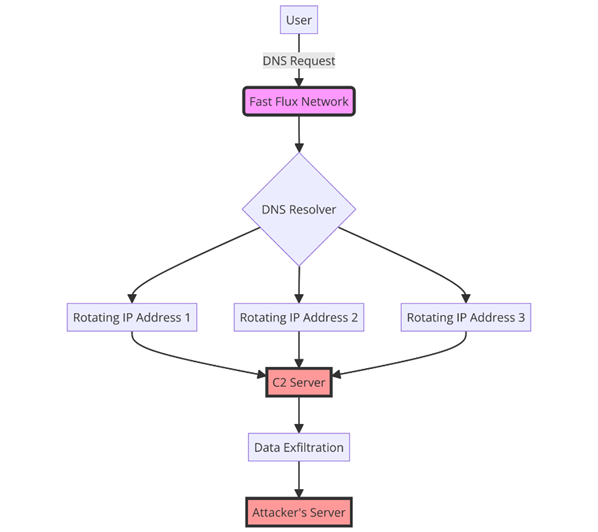 User
DNS Request
Fast Flux Network
DNS Resolver
Rotating IP Address 1
Rotating IP Address 2
Rotating IP Address 3
C2 Server
Data Exfiltration
Attacker's Server